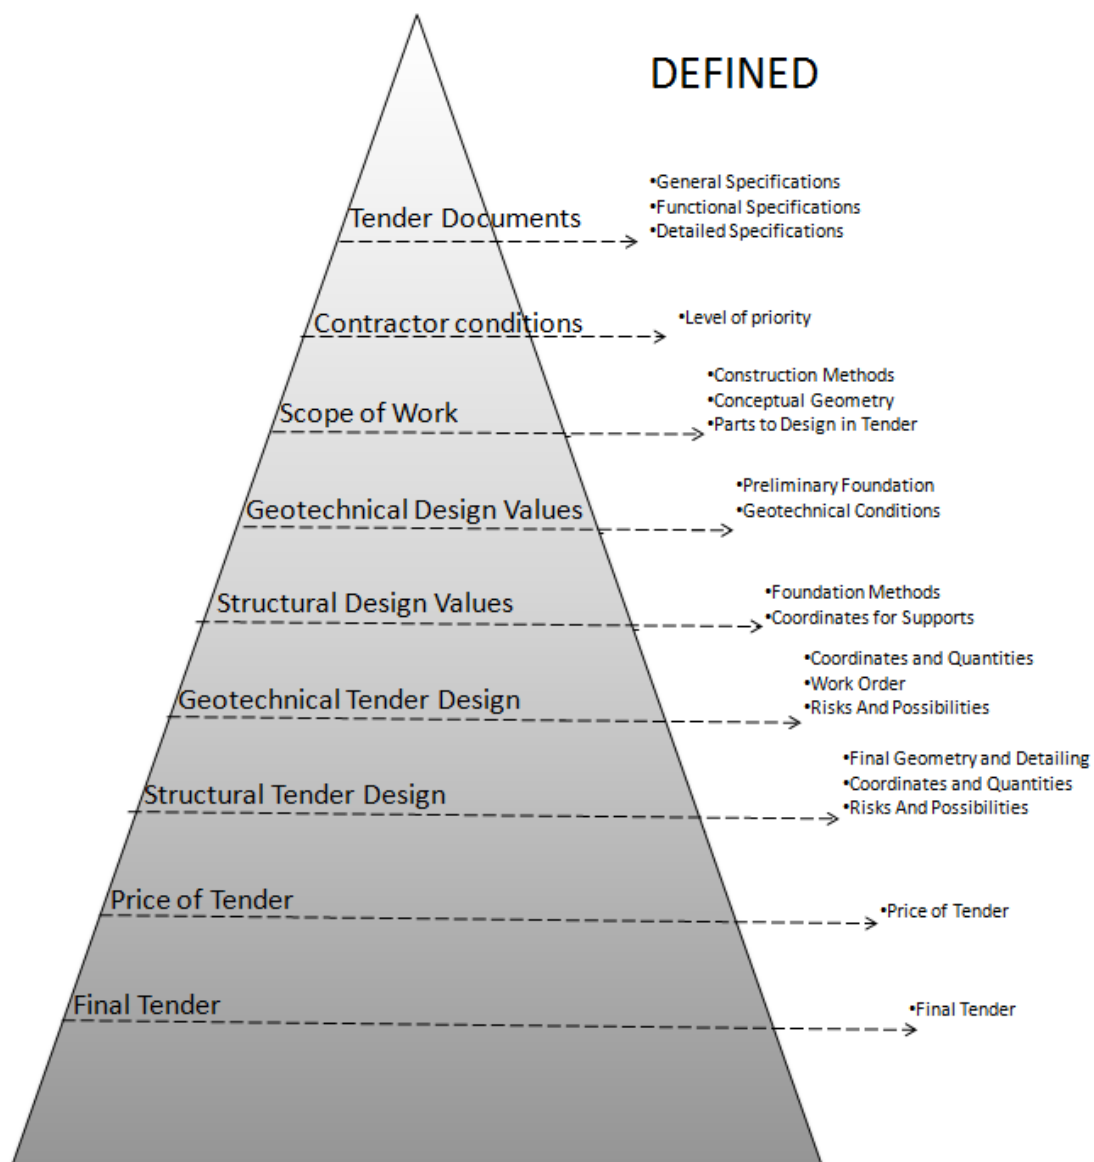 DEFINED
Tender Documents
•General Specifications
•Functional Specifications
•Detailed Specifications
Contractor conditions
•Level of priority
Scope of Work
•Construction Methods
•Conceptual Geometry
•Parts to Design in Tender
Geotechnical Design Values
•Preliminary Foundation
•Geotechnical Conditions
Structural Design Values
•Foundation Methods
•Coordinates for Supports
Geotechnical Tender Design
•Coordinates and Quantities
•Work Order
•Risks And Possibilities
Structural Tender Design
•Final Geometry and Detailing
•Coordinates and Quantities
•Risks And Possibilities
Price of Tender
•Price of Tender
Final Tender
•Final Tender